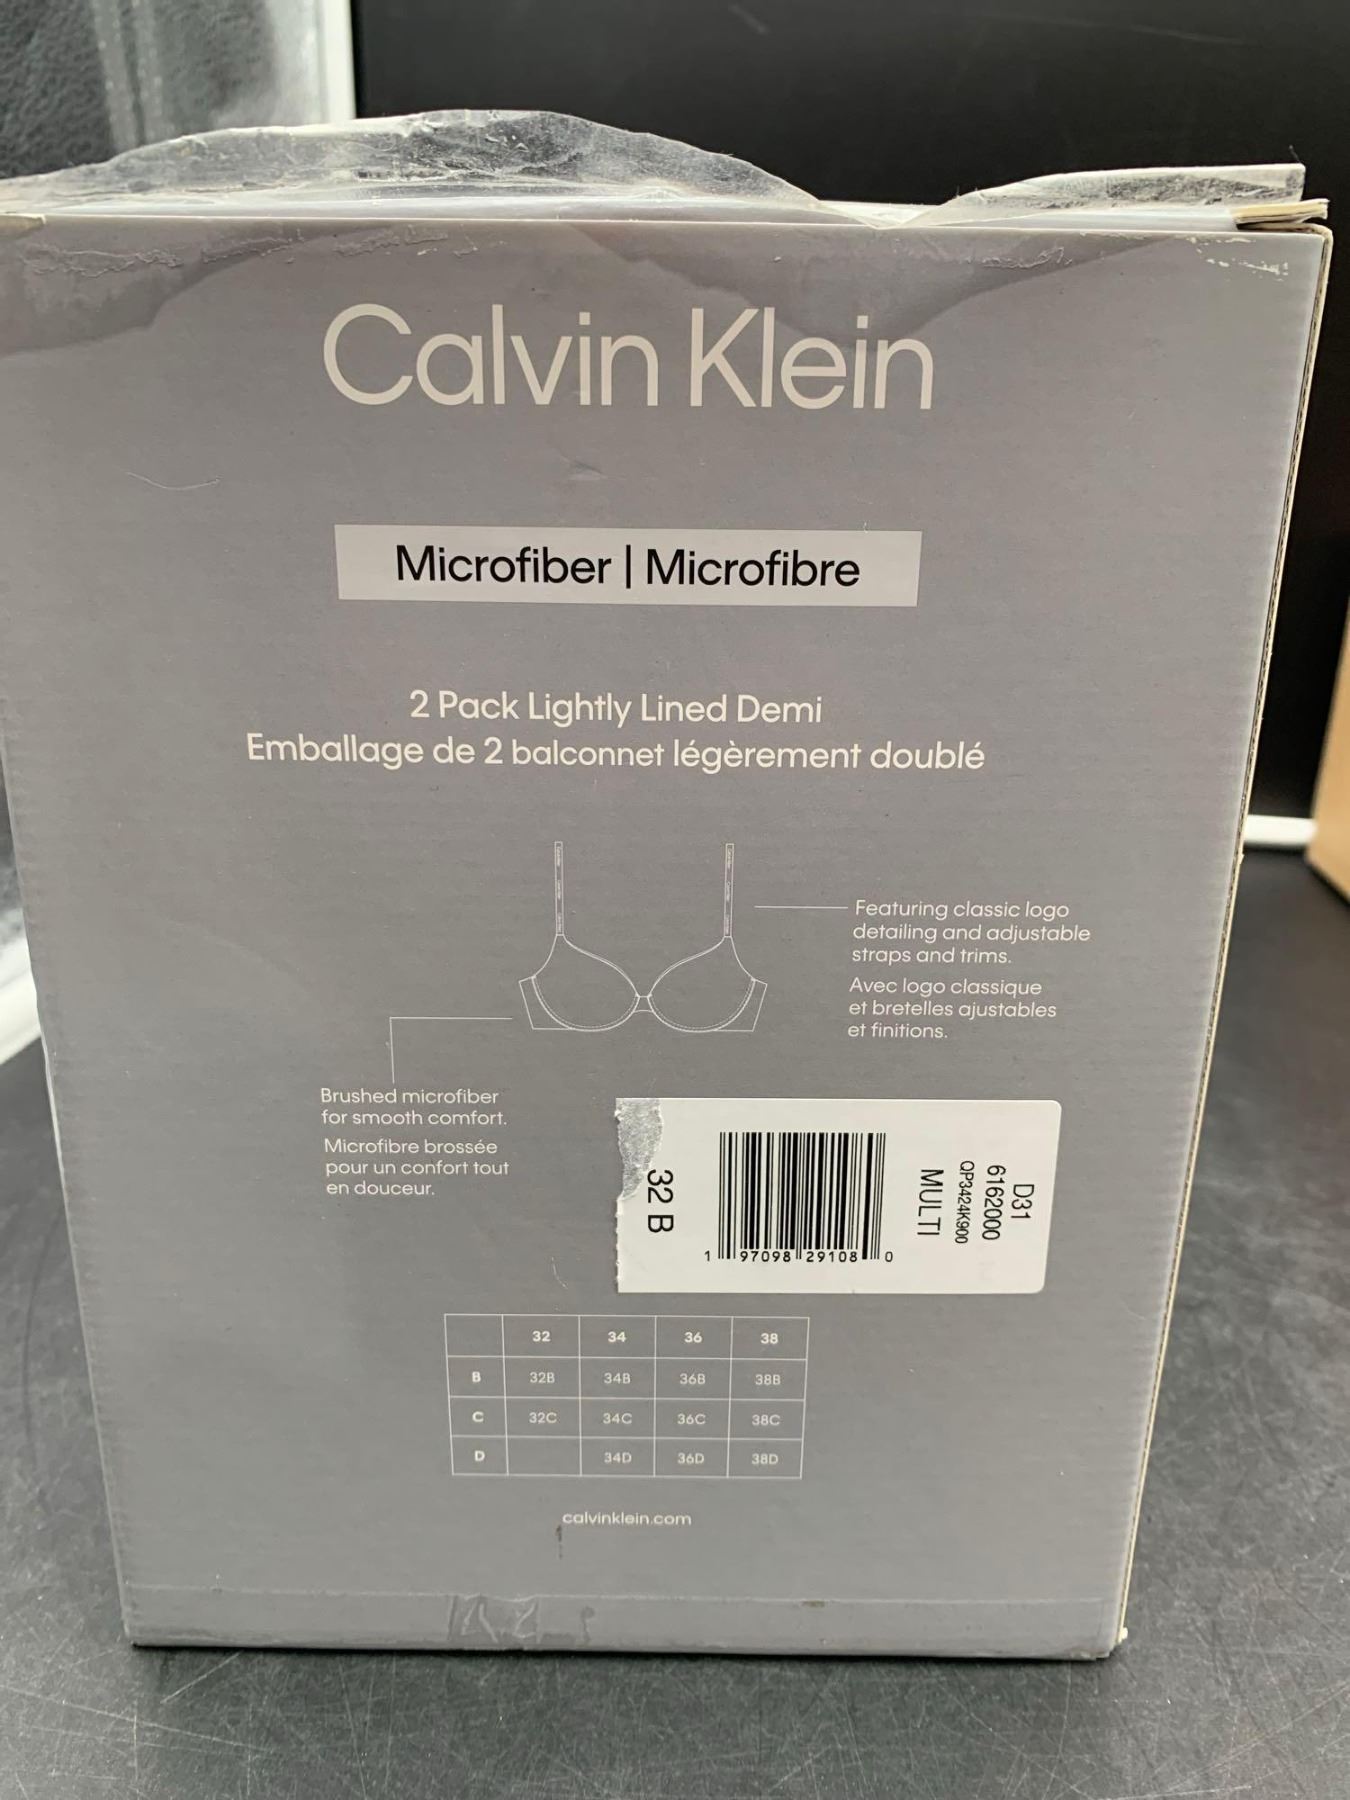 Calvin Klein
Microfiber | Microfibre
2 Pack Lightly Lined Demi
Emballage de 2 balconnet légèrement doublé
Featuring classic logo
detailing and adjustable
straps and trims.
Avec logo classique
et bretelles ajustables
et finitions.
Brushed microfiber
for smooth comfort.
Microfibre brossée
pour un confort tout
en douceur.
D31
6162000
QP3424K900
MULTI
1 97098 29108 0
32 B
32 34 36 38
B 32B 34B 36B 38B
C 32C 34C 36C 38C
D 34D 36D 38D
calvinklein.com